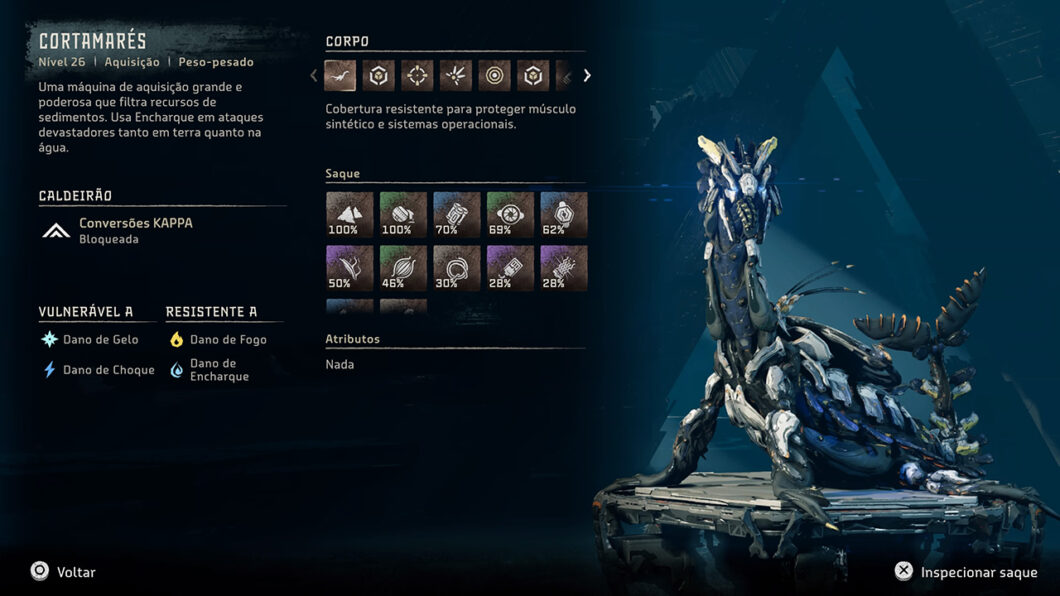 CORTAMARÉS
Nível 26 | Aquisição | Peso-pesado
Uma máquina de aquisição grande e
poderosa que filtra recursos de
sedimentos. Usa Encharque em ataques
devastadores tanto em terra quanto na
água.
CALDEIRÃO
Conversões KAPPA
Bloqueada
VULNERÁVEL A
Dano de Gelo
Dano de Choque
RESISTENTE A
Dano de Fogo
Dano de
Encharque
CORPO
Cobertura resistente para proteger músculo
sintético e sistemas operacionais.
Saque
100% 100% 70% 69% 62%
50% 46% 30% 28% 28%
Atributos
Nada
Voltar
Inspecionar saque